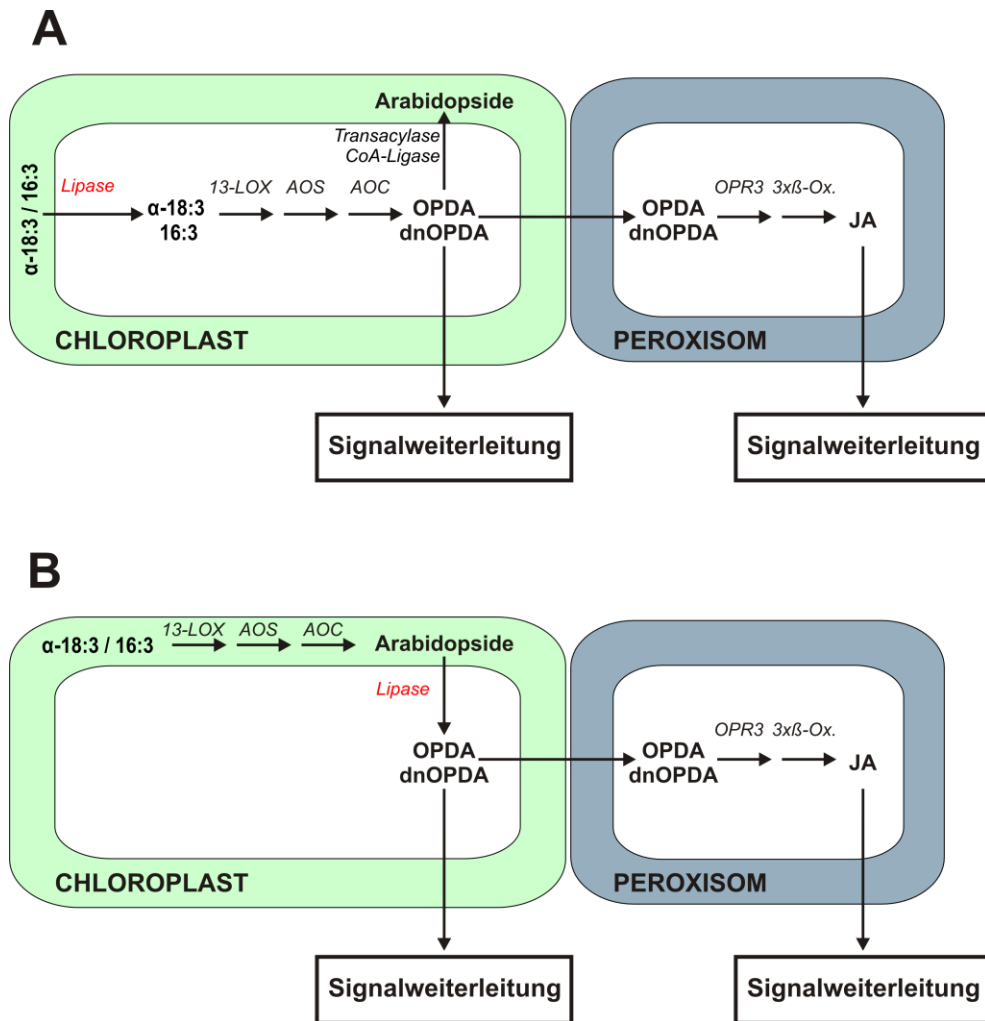 A
Arabidopside
Transacylase
CoA-Ligase
α-18:3 / 16:3
Lipase
α-18:3
16:3
13-LOX
AOS
AOC
OPDA
dnOPDA
OPDA
dnOPDA
OPR3
3xß-Ox.
JA
CHLOROPLAST
PEROXISOM
Signalweiterleitung
Signalweiterleitung
B
α-18:3 / 16:3
13-LOX
AOS
AOC
Arabidopside
Lipase
OPDA
dnOPDA
OPDA
dnOPDA
OPR3
3xß-Ox.
JA
CHLOROPLAST
PEROXISOM
Signalweiterleitung
Signalweiterleitung